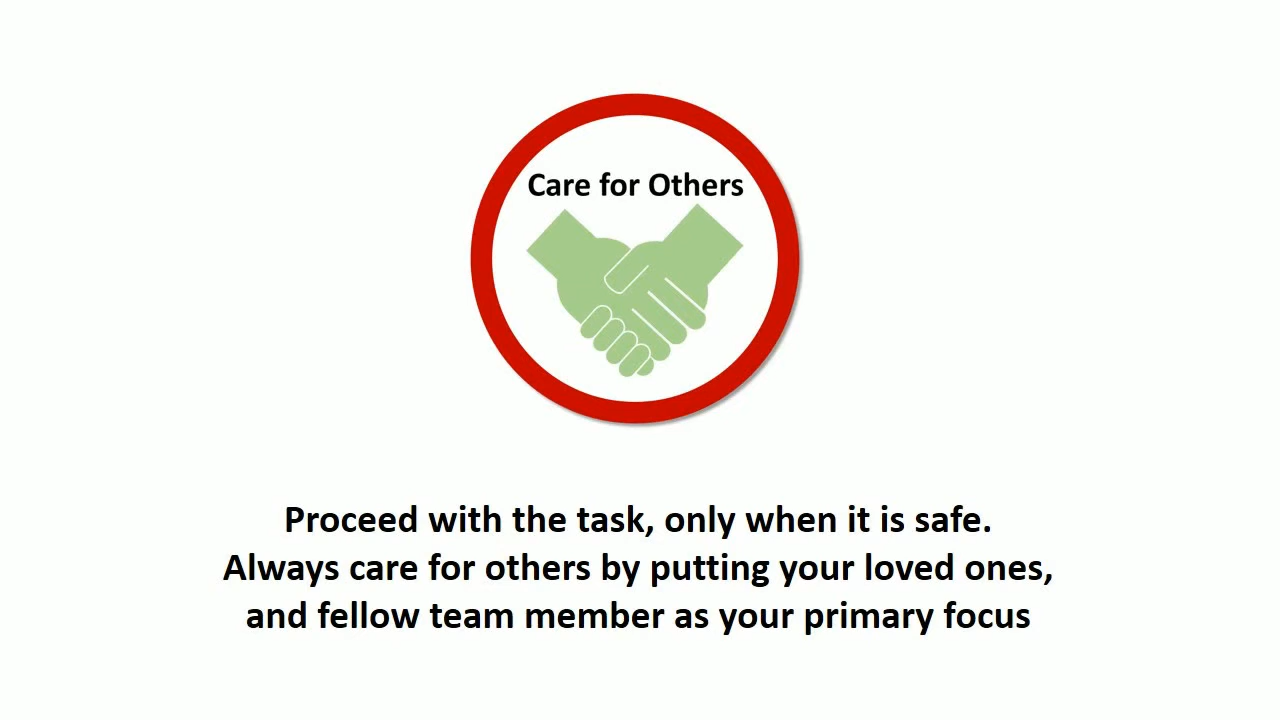 Care for Others
Proceed with the task, only when it is safe.
Always care for others by putting your loved ones,
and fellow team member as your primary focus